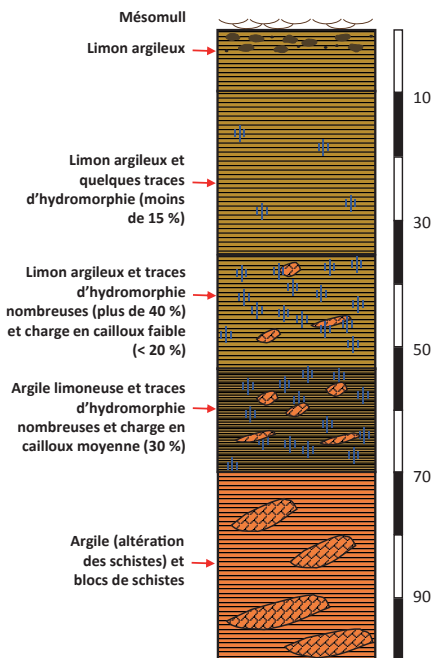 Mésomull
Limon argileux
10
Limon argileux et
quelques traces
d'hydromorphie (moins
de 15 %)
30
Limon argileux et traces
d'hydromorphie
nombreuses (plus de 40 %)
et charge en cailloux faible
(< 20 %)
50
Argile limoneuse et traces
d'hydromorphie
nombreuses et charge en
cailloux moyenne (30 %)
70
Argile (altération
des schistes) et
blocs de schistes
90